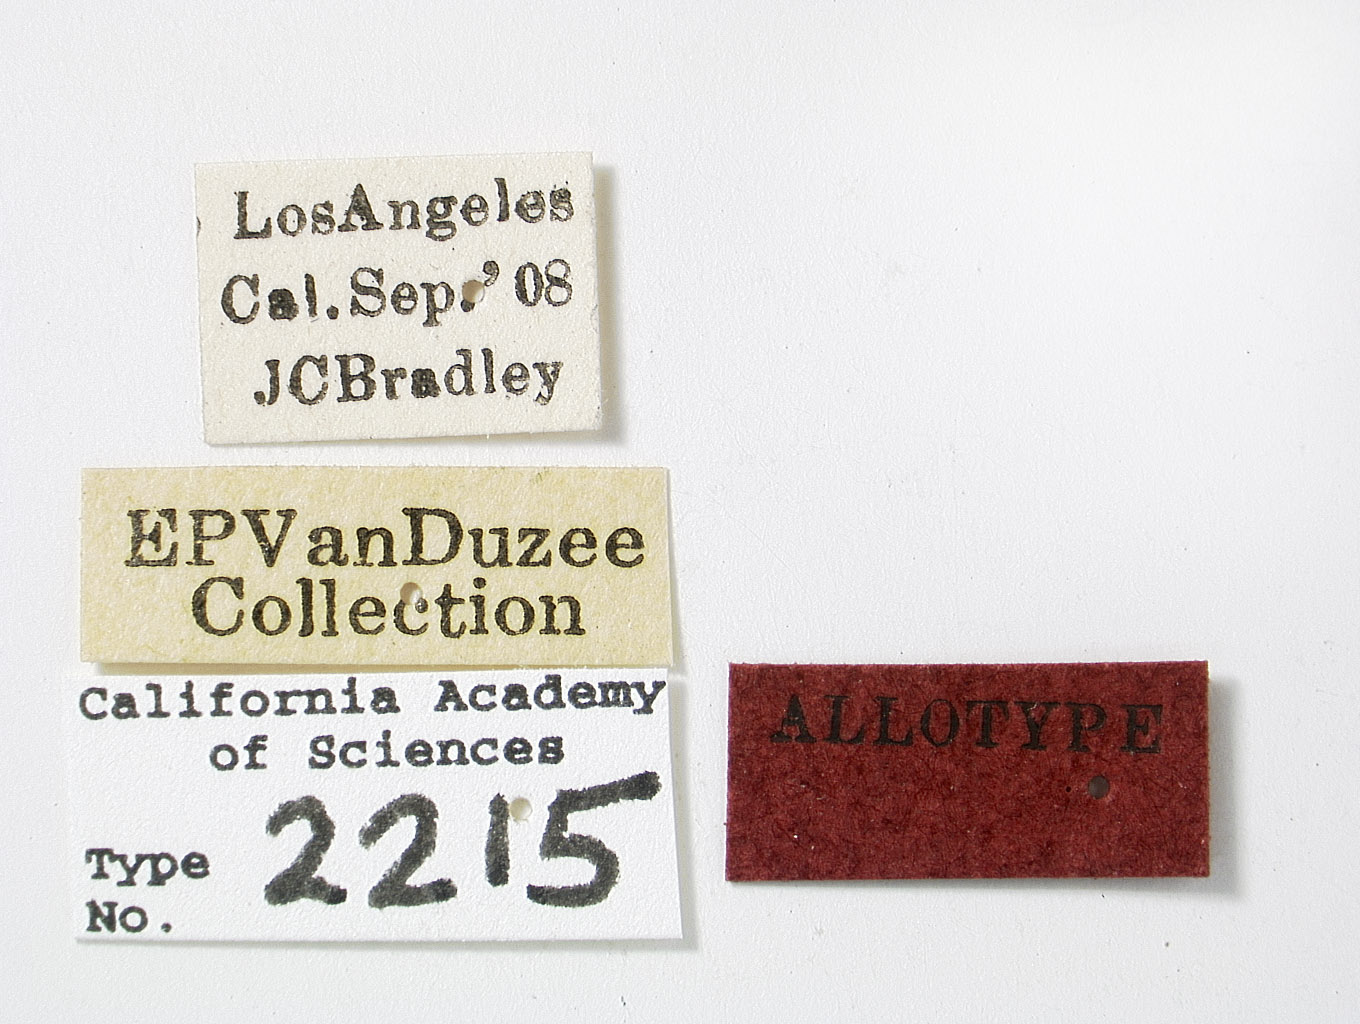 LosAngeles
Cal.Sep.'08
JCBradley
EPVanDuzee
Collection
California Academy
of Sciences
Type
No. 2215
ALLOTYPE